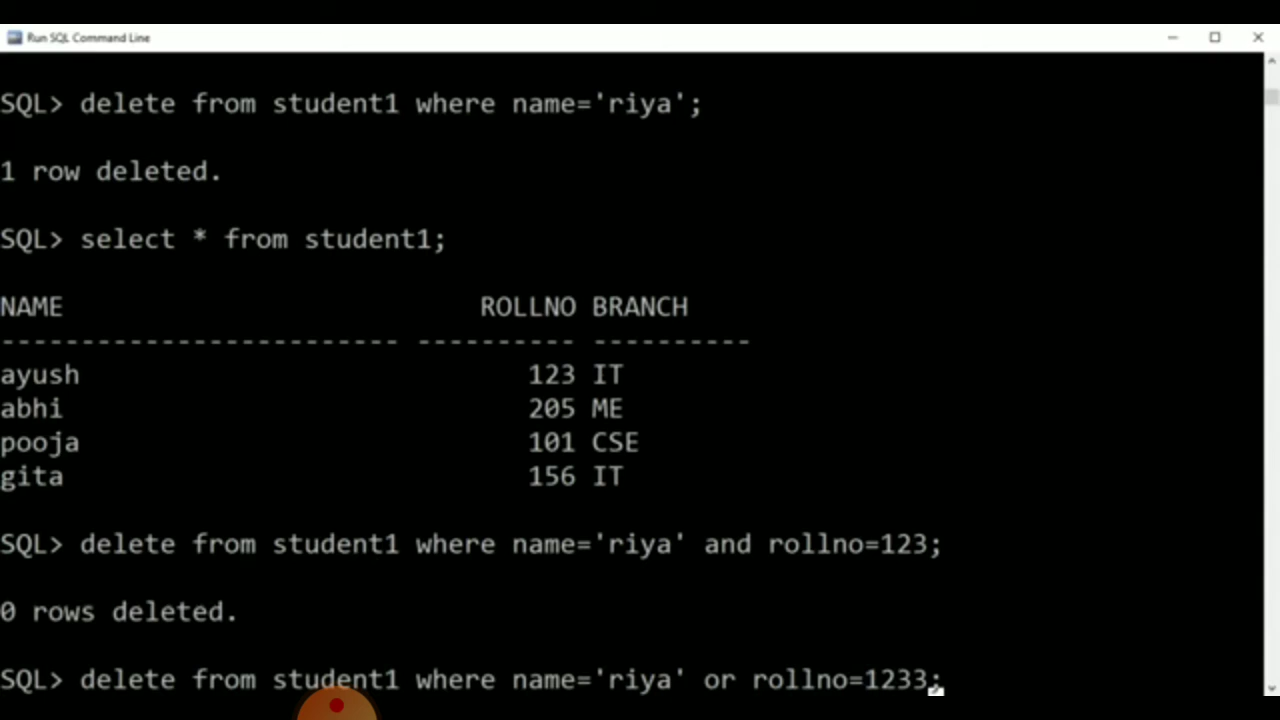 Run SQL Command Line
SQL> delete from student1 where name='riya';
1 row deleted.
SQL> select * from student1;
NAME ROLLNO BRANCH
------------------------- ---------- ----------
ayush 123 IT
abhi 205 ME
pooja 101 CSE
gita 156 IT
SQL> delete from student1 where name='riya' and rollno=123;
0 rows deleted.
SQL> delete from student1 where name='riya' or rollno=1233;